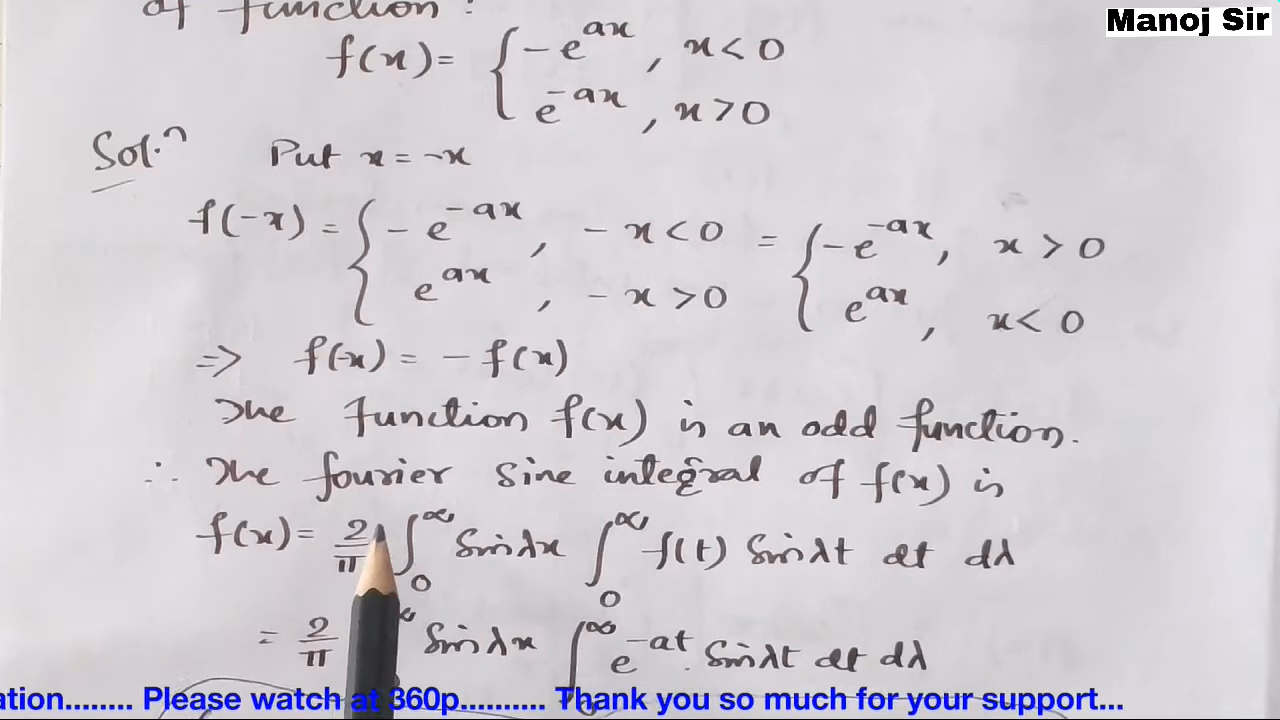 Manoj Sir
of function:
f(x) = { -e^{ax}, x < 0
e^{-ax}, x > 0
Sol.ⁿ Put x = -x
f(-x) = { -e^{-ax}, -x < 0 = { -e^{-ax}, x > 0
e^{ax}, -x > 0 e^{ax}, x < 0
⇒ f(-x) = - f(x)
The function f(x) is an odd function.
∴ The fourier sine integral of f(x) is
f(x) = 2/π ∫_0^∞ Sinλx ∫_0^∞ f(t) Sinλt dt dλ
= 2/π Sinλx ∫_0^∞ e^{-at}. Sinλt dt dλ
ation........ Please watch at 360p.......... Thank you so much for your support...